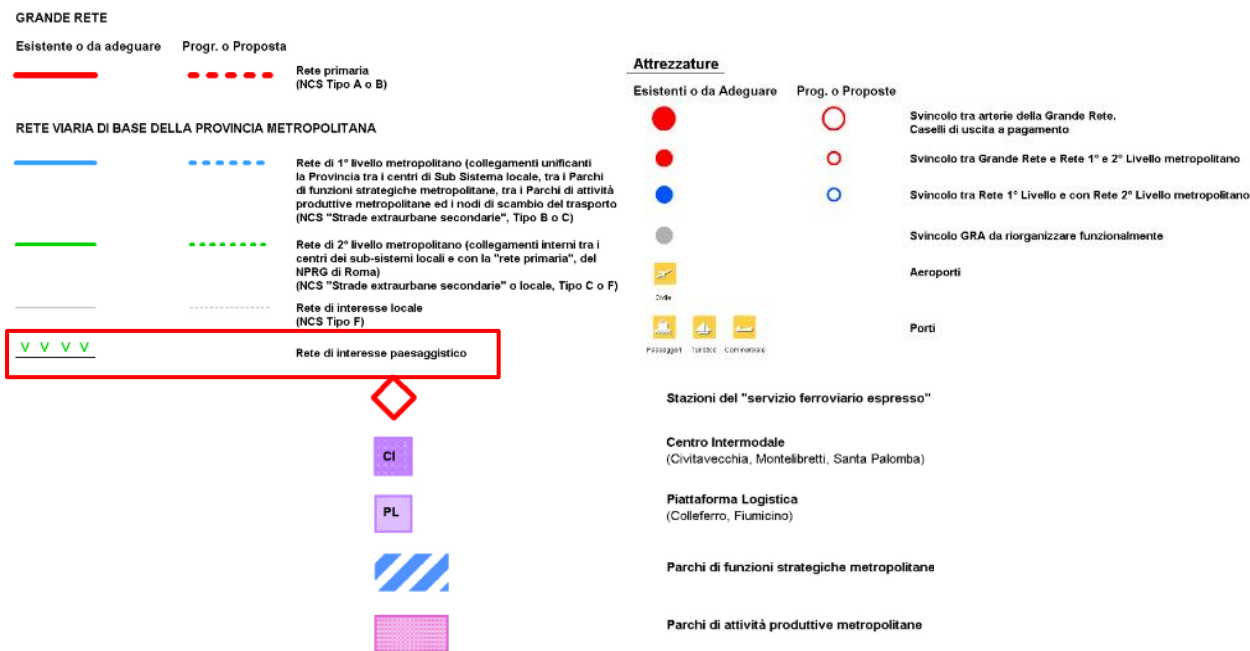 GRANDE RETE
Esistente o da adeguare Progr. o Proposta
Rete primaria
(NCS Tipo A o B)
RETE VIARIA DI BASE DELLA PROVINCIA METROPOLITANA
Rete di 1° livello metropolitano (collegamenti unificanti
la Provincia tra i centri di Sub Sistema locale, tra i Parchi
di funzioni strategiche metropolitane, tra i Parchi di attività
produttive metropolitane ed i nodi di scambio del trasporto
(NCS "Strade extraurbane secondarie", Tipo B o C)
Rete di 2° livello metropolitano (collegamenti interni tra i
centri dei sub-sistemi locali e con la "rete primaria", del
NPRG di Roma)
(NCS "Strade extraurbane secondarie" o locale, Tipo C o F)
Rete di interesse locale
(NCS Tipo F)
V V V V
Rete di interesse paesaggistico
Attrezzature
Esistenti o da Adeguare Prog. o Proposte
Svincolo tra arterie della Grande Rete.
Caselli di uscita a pagamento
Svincolo tra Grande Rete e Rete 1° e 2° Livello metropolitano
Svincolo tra Rete 1° Livello e con Rete 2° Livello metropolitano
Svincolo GRA da riorganizzare funzionalmente
Aeroporti
Civile
Porti
Passeggeri Turistico Commerciale
Stazioni del "servizio ferroviario espresso"
CI
Centro Intermodale
(Civitavecchia, Montelibretti, Santa Palomba)
PL
Piattaforma Logistica
(Colleferro, Fiumicino)
Parchi di funzioni strategiche metropolitane
Parchi di attività produttive metropolitane